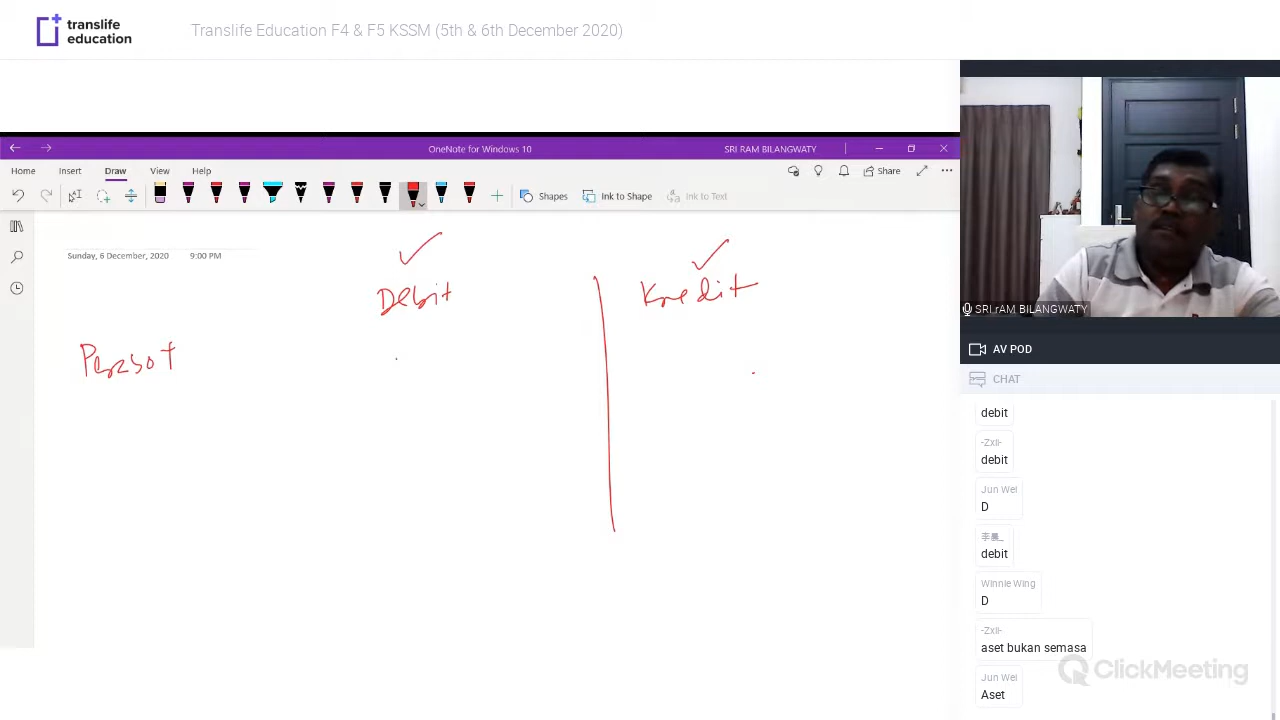 translife
education
Translife Education F4 & F5 KSSM (5th & 6th December 2020)
OneNote for Windows 10
SRI RAM BILANGWATY
Home
Insert
Draw
View
Help
Share
Shapes
Ink to Shape
Ink to Text
Sunday, 6 December, 2020
9:00 PM
Debit
Kredit
Perabot
SRI rAM BILANGWATY
AV POD
CHAT
debit
-Zxii-
debit
Jun Wei
D
debit
Winnie Wing
D
-Zxii-
aset bukan semasa
Jun Wei
Aset
ClickMeeting